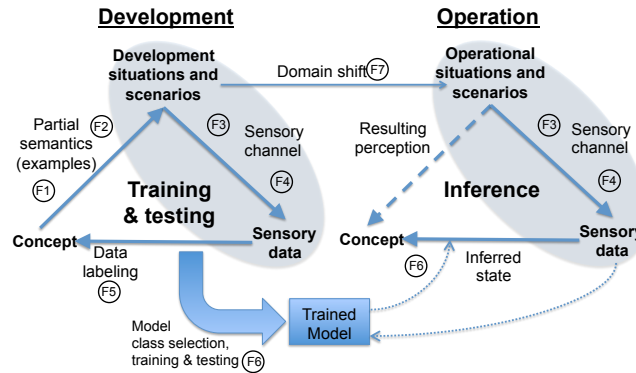 Development
Operation
Development
situations and
scenarios
Domain shift F7
Operational
situations and
scenarios
Partial
semantics
(examples)
F2
F1
F3
Sensory
channel
F4
Training
& testing
Concept
Sensory
data
Data
labeling
F5
Resulting
perception
F3
Sensory
channel
F4
Inference
Concept
Sensory
data
F6
Inferred
state
Trained
Model
Model
class selection,
training & testing F6